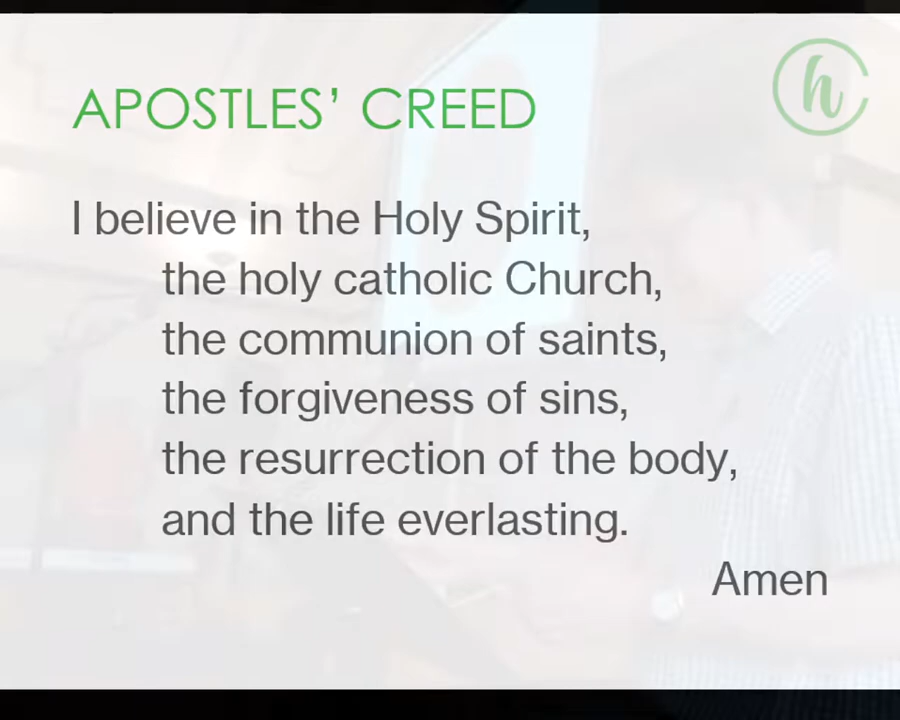 h
APOSTLES’ CREED
I believe in the Holy Spirit,
the holy catholic Church,
the communion of saints,
the forgiveness of sins,
the resurrection of the body,
and the life everlasting.
Amen